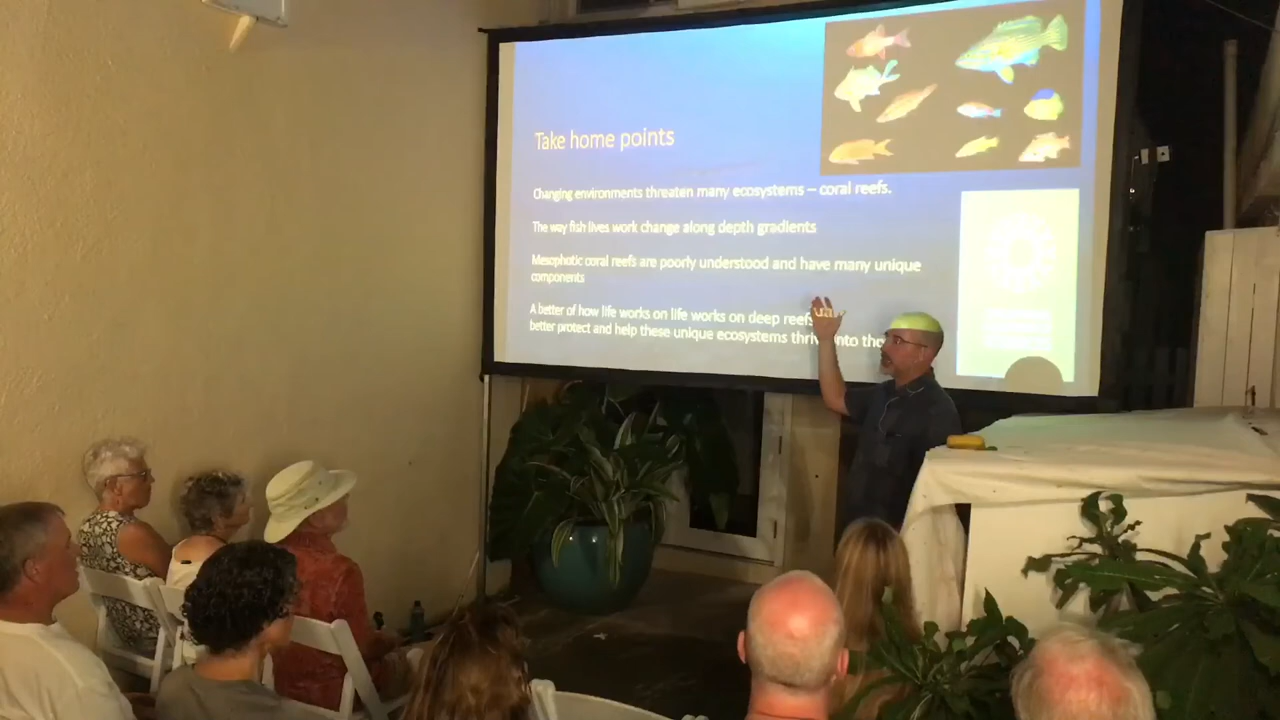 Take home points
Changing environments threaten many ecosystems – coral reefs.
The way fish lives work change along depth gradients
Mesophotic coral reefs are poorly understood and have many unique
components
A better of how life works on life works on deep reefs
better protect and help these unique ecosystems into